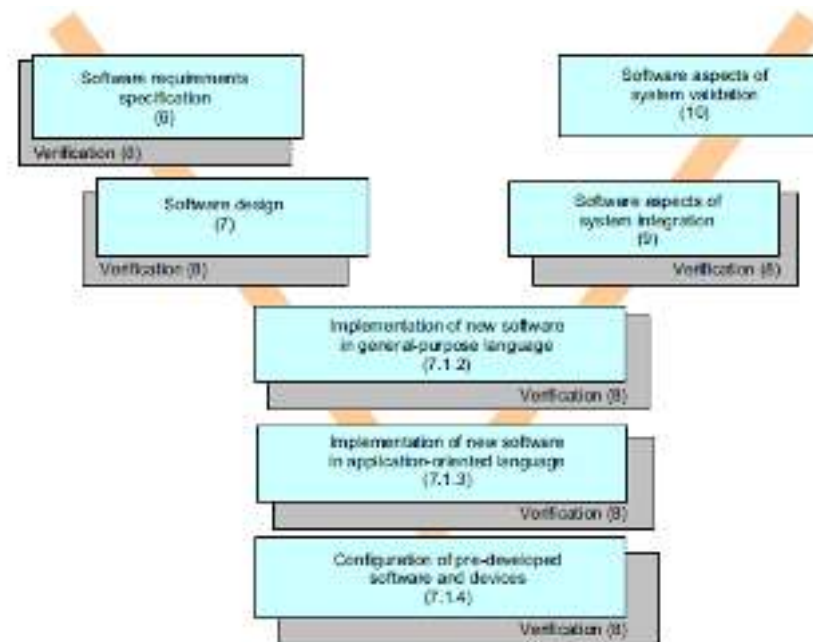 Software requirements
specification
(6)
Verification (8)
Software aspects of
system validation
(10)
Software design
(7)
Verification (8)
Software aspects of
system integration
(9)
Verification (8)
Implementation of new software
in general-purpose language
(7.1.2)
Verification (8)
Implementation of new software
in application-oriented language
(7.1.3)
Verification (8)
Configuration of pre-developed
software and devices
(7.1.4)
Verification (8)